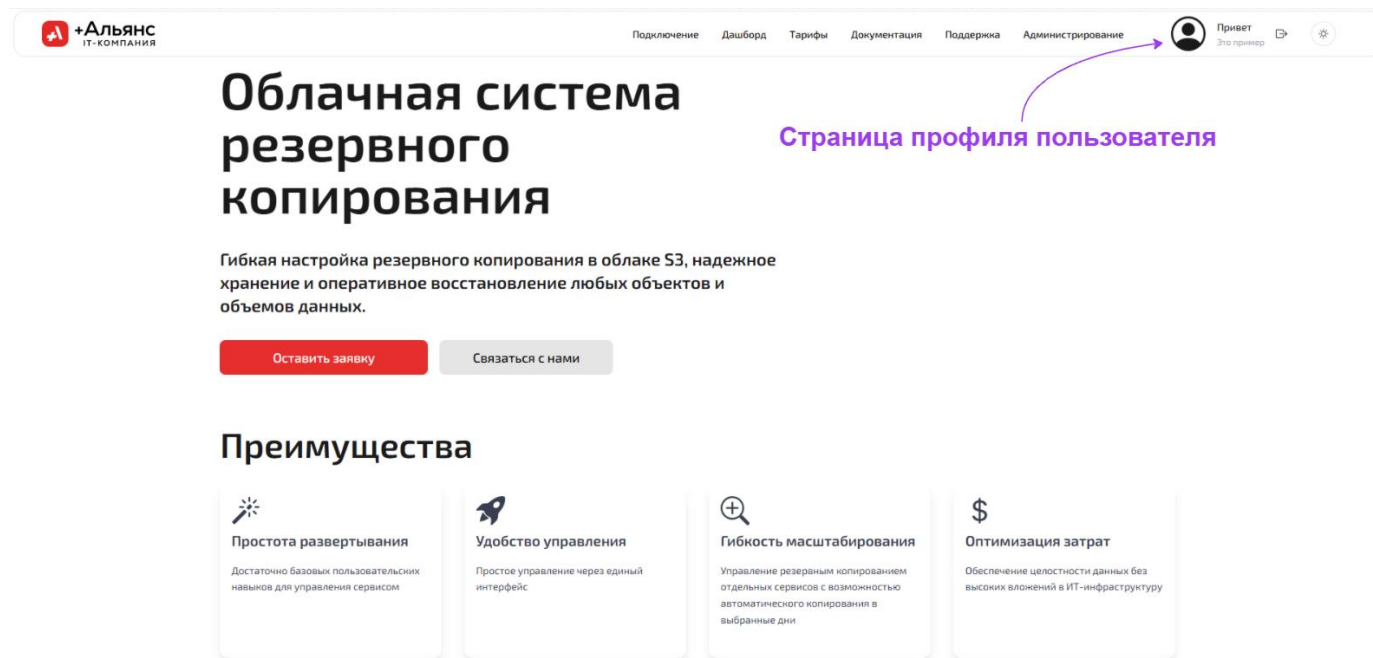 +Альянс
IT-КОМПАНИЯ
Подключение Дашборд Тарифы Документация Поддержка Администрирование
Привет
Это пример
Облачная система
резервного
копирования
Страница профиля пользователя
Гибкая настройка резервного копирования в облаке S3, надежное
хранение и оперативное восстановление любых объектов и
объемов данных.
Оставить заявку
Связаться с нами
Преимущества
Простота развертывания
Достаточно базовых пользовательских
навыков для управления сервисом
Удобство управления
Простое управление через единый
интерфейс
Гибкость масштабирования
Управление резервным копированием
отдельных сервисов с возможностью
автоматического копирования в
выбранные дни
$
Оптимизация затрат
Обеспечение целостности данных без
высоких вложений в ИТ-инфраструктуру